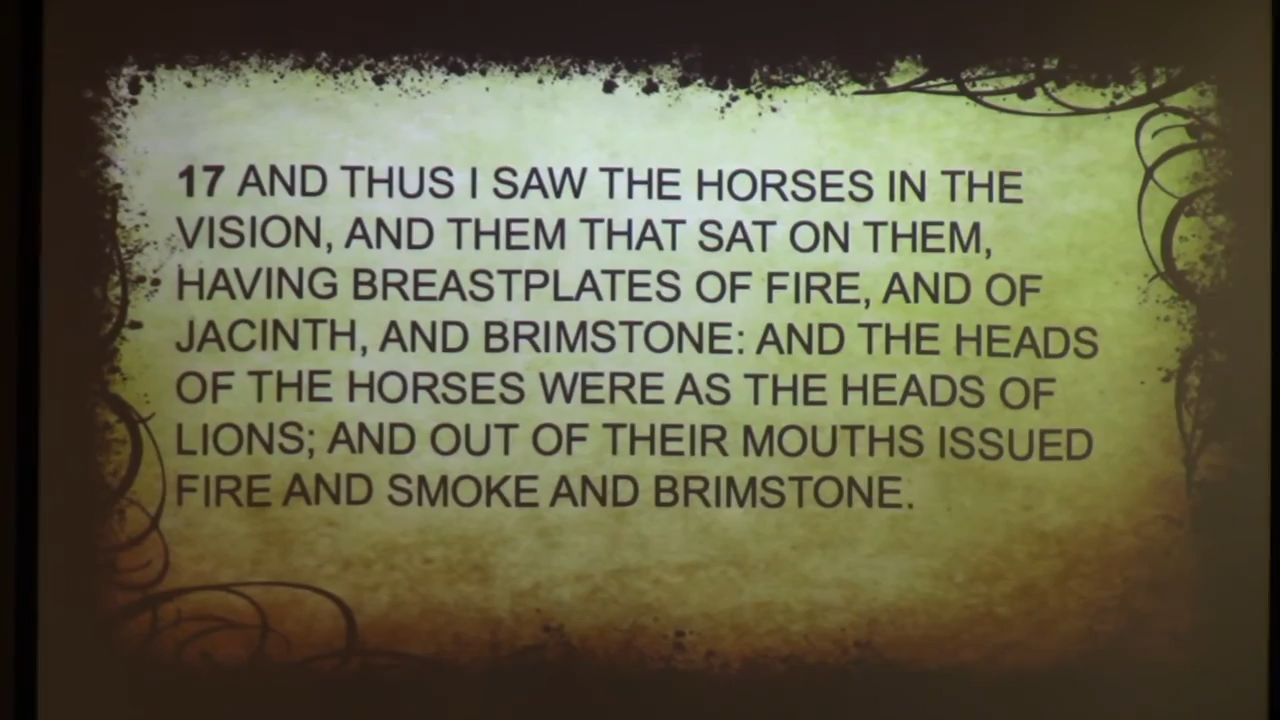 17 AND THUS I SAW THE HORSES IN THE
VISION, AND THEM THAT SAT ON THEM,
HAVING BREASTPLATES OF FIRE, AND OF
JACINTH, AND BRIMSTONE: AND THE HEADS
OF THE HORSES WERE AS THE HEADS OF
LIONS; AND OUT OF THEIR MOUTHS ISSUED
FIRE AND SMOKE AND BRIMSTONE.